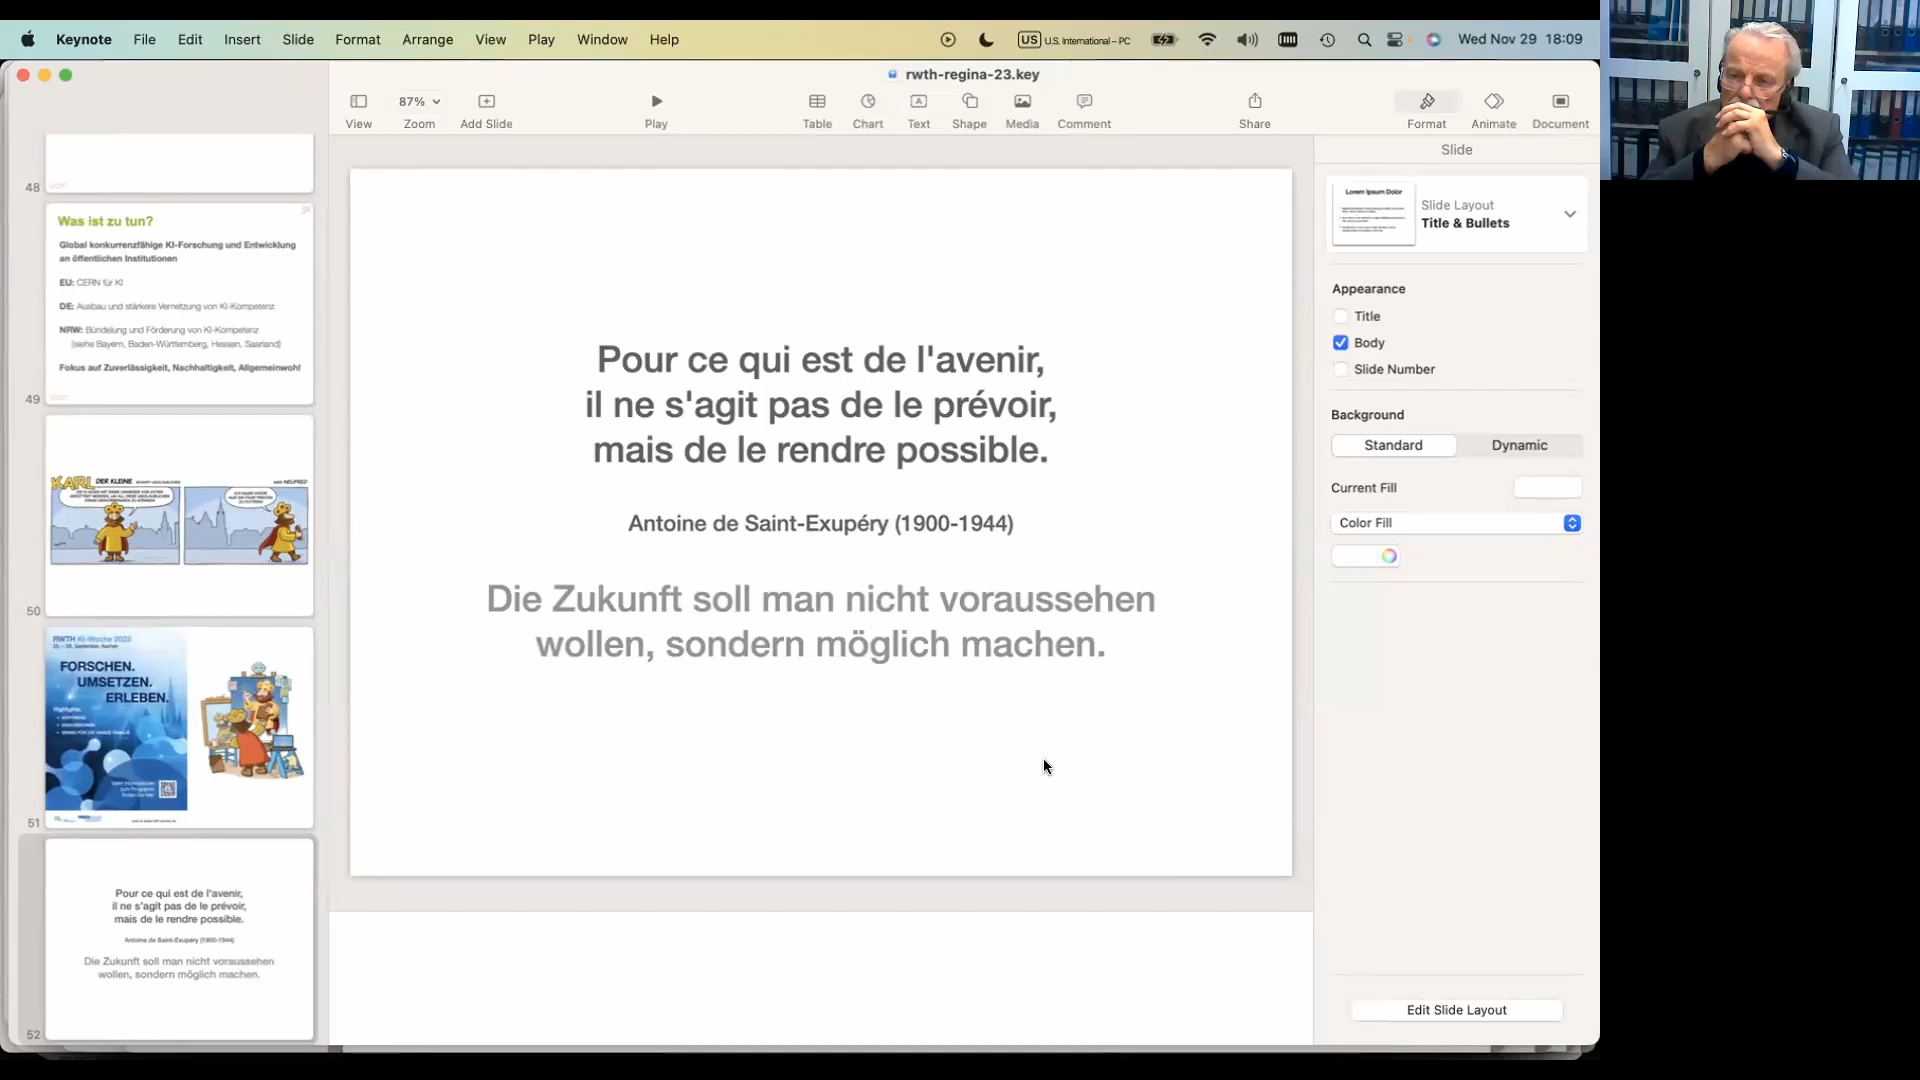 Keynote File Edit Insert Slide Format Arrange View Play Window Help
US U.S. International – PC
Wed Nov 29 18:09
rwth-regina-23.key
View
87%
Zoom
Add Slide
Play
Table
Chart
Text
Shape
Media
Comment
Share
Format
Animate
Document
48
Was ist zu tun?
Global konkurrenzfähige KI-Forschung und Entwicklung
an öffentlichen Institutionen
EU: CERN für KI
DE: Ausbau und stärkere Vernetzung von KI-Kompetenz
NRW: Bündelung und Förderung von KI-Kompetenz
(siehe Bayern, Baden-Württemberg, Hessen, Saarland)
Fokus auf Zuverlässigkeit, Nachhaltigkeit, Allgemeinwohl
49
KARL DER KLEINE
50
RWTH KI-Woche 2023
FORSCHEN.
UMSETZEN.
ERLEBEN.
Highlights:
51
Pour ce qui est de l'avenir,
il ne s'agit pas de le prévoir,
mais de le rendre possible.
Antoine de Saint-Exupéry (1900-1944)
Die Zukunft soll man nicht voraussehen
wollen, sondern möglich machen.
52
Pour ce qui est de l'avenir,
il ne s'agit pas de le prévoir,
mais de le rendre possible.
Antoine de Saint-Exupéry (1900-1944)
Die Zukunft soll man nicht voraussehen
wollen, sondern möglich machen.
Slide
Lorem Ipsum Dolor
Slide Layout
Title & Bullets
Appearance
Title
Body
Slide Number
Background
Standard
Dynamic
Current Fill
Color Fill
Edit Slide Layout